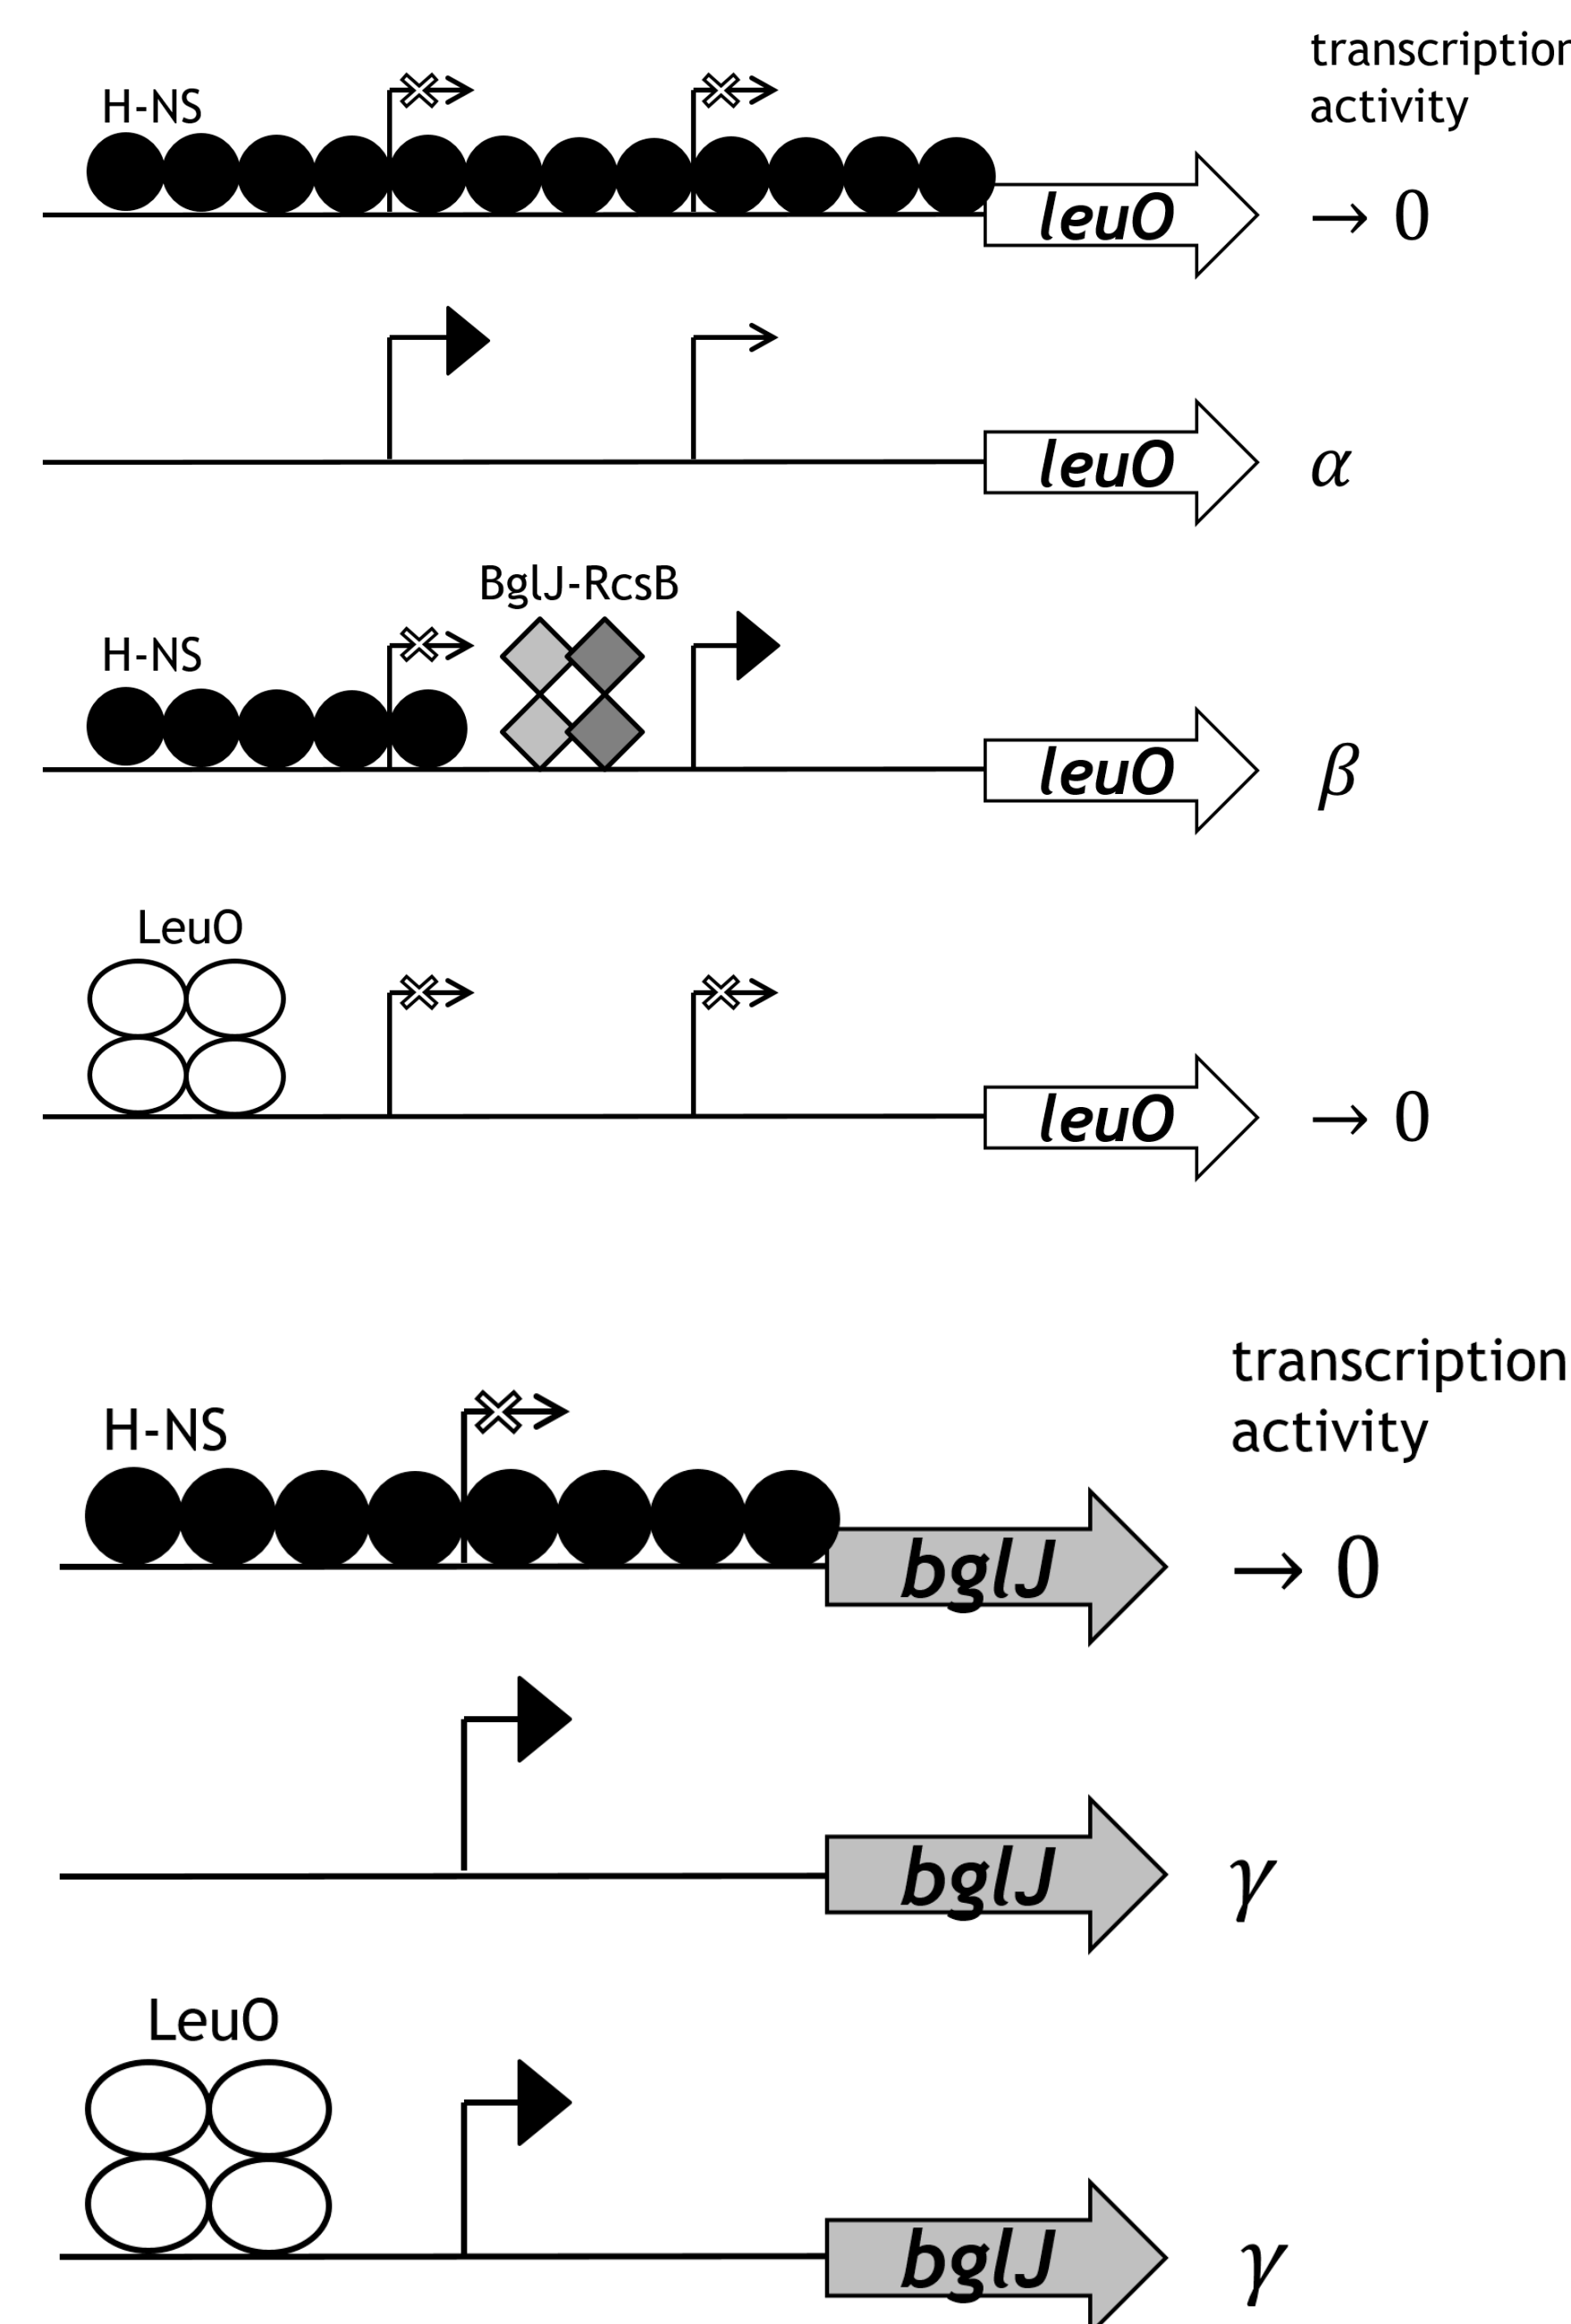 transcription
activity
H-NS
leuO → 0
leuO α
BglJ-RcsB
H-NS
leuO β
LeuO
leuO → 0
transcription
activity
H-NS
bglJ → 0
bglJ γ
LeuO
bglJ γ